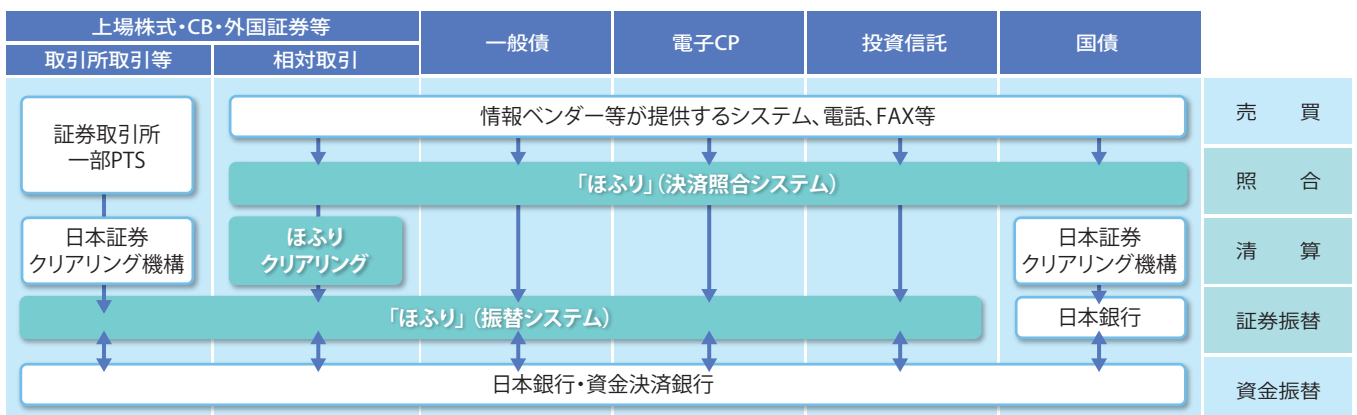 上場株式・CB・外国証券等
取引所取引等
相対取引
一般債
電子CP
投資信託
国債
証券取引所
一部PTS
情報ベンダー等が提供するシステム、電話、FAX等
売買
「ほふり」（決済照合システム）
照合
日本証券
クリアリング機構
ほふり
クリアリング
日本証券
クリアリング機構
清算
「ほふり」（振替システム）
日本銀行
証券振替
日本銀行・資金決済銀行
資金振替